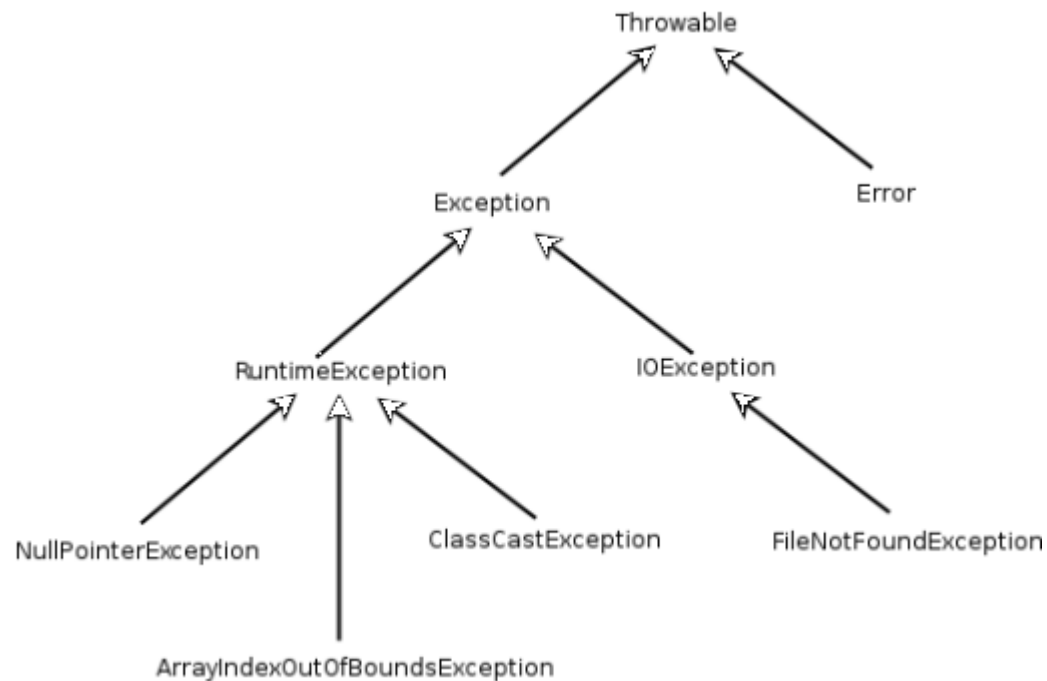 Throwable
Error
Exception
RuntimeException
IOException
NullPointerException
ClassCastException
FileNotFoundException
ArrayIndexOutOfBoundsException